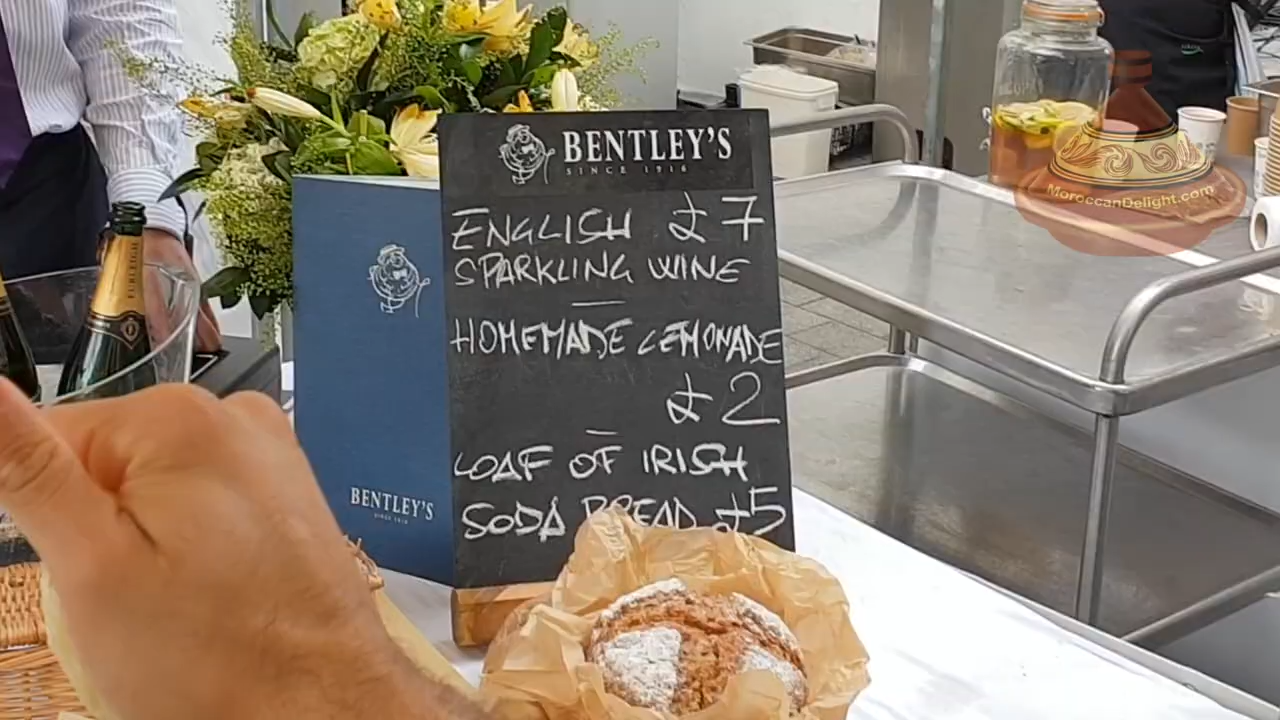 BENTLEY'S
SINCE 1916
ENGLISH £7
SPARKLING WINE
HOMEMADE LEMONADE
£2
LOAF OF IRISH
SODA BREAD £5
BENTLEY'S
SINCE 1916
MoroccanDelight.com